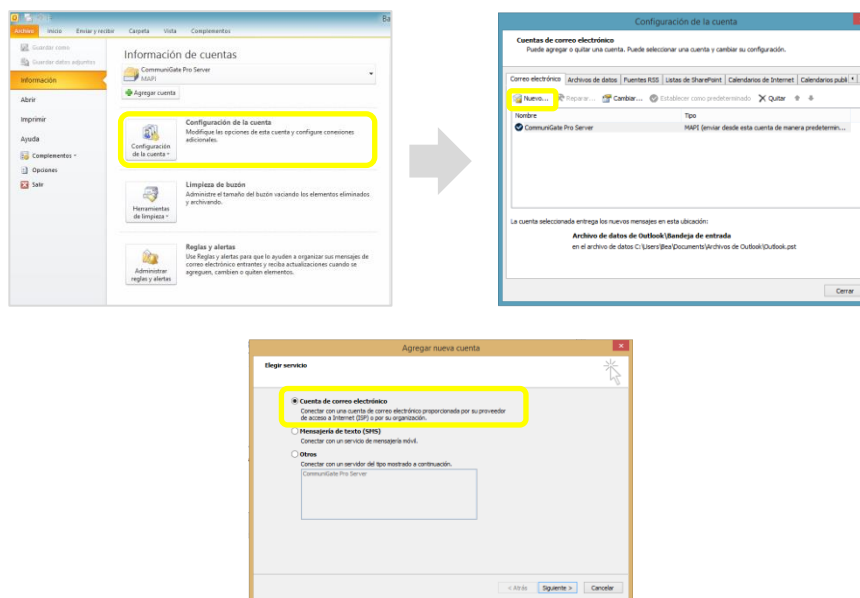 Ba
Archivo Inicio Enviar y recibir Carpeta Vista Complementos
Guardar como
Guardar datos adjuntos
Información
Abrir
Imprimir
Ayuda
Complementos
Opciones
Salir
Información de cuentas
CommuniGate Pro Server
MAPI
Agregar cuenta
Configuración de la cuenta
Modifique las opciones de esta cuenta y configure conexiones
adicionales.
Configuración
de la cuenta
Limpieza de buzón
Administre el tamaño del buzón vaciando los elementos eliminados
y archivando.
Herramientas
de limpieza
Reglas y alertas
Use Reglas y alertas para que lo ayuden a organizar sus mensajes de
correo electrónico entrantes y reciba actualizaciones cuando se
agreguen, cambien o quiten elementos.
Administrar
reglas y alertas
Configuración de la cuenta
Cuentas de correo electrónico
Puede agregar o quitar una cuenta. Puede seleccionar una cuenta y cambiar su configuración.
Correo electrónico Archivos de datos Fuentes RSS Listas de SharePoint Calendarios de Internet Calendarios publi
Nuevo... Reparar... Cambiar... Establecer como predeterminado Quitar
Nombre Tipo
CommuniGate Pro Server MAPI (enviar desde esta cuenta de manera predetermin...
La cuenta seleccionada entrega los nuevos mensajes en esta ubicación:
Archivo de datos de Outlook\Bandeja de entrada
en el archivo de datos C:\Users\Bea\Documents\Archivos de Outlook\Outlook.pst
Cerrar
Agregar nueva cuenta
Elegir servicio
Cuenta de correo electrónico
Conectar con una cuenta de correo electrónico proporcionada por su proveedor
de acceso a Internet (ISP) o por su organización.
Mensajería de texto (SMS)
Conectar con un servicio de mensajería móvil.
Otros
Conectar con un servidor del tipo mostrado a continuación.
CommuniGate Pro Server
< Atrás Siguiente > Cancelar